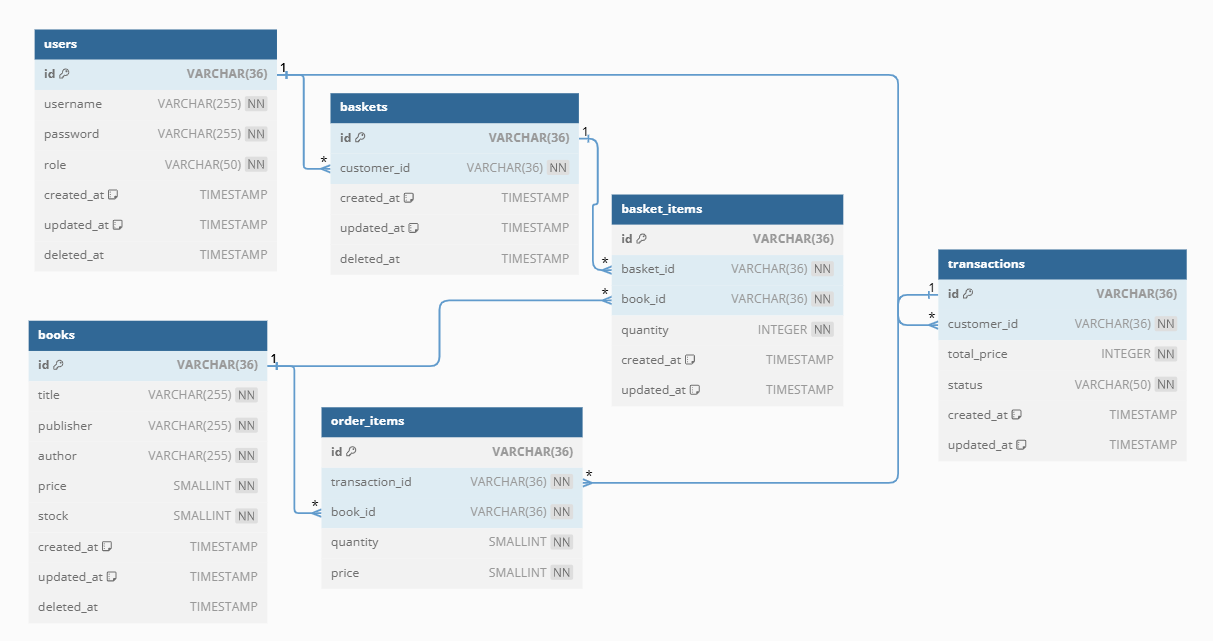 users
id VARCHAR(36)
username VARCHAR(255) NN
password VARCHAR(255) NN
role VARCHAR(50) NN
created_at TIMESTAMP
updated_at TIMESTAMP
deleted_at TIMESTAMP
1
*
baskets
id VARCHAR(36)
customer_id VARCHAR(36) NN
created_at TIMESTAMP
updated_at TIMESTAMP
deleted_at TIMESTAMP
1
*
*
basket_items
id VARCHAR(36)
basket_id VARCHAR(36) NN
book_id VARCHAR(36) NN
quantity INTEGER NN
created_at TIMESTAMP
updated_at TIMESTAMP
1
*
transactions
id VARCHAR(36)
customer_id VARCHAR(36) NN
total_price INTEGER NN
status VARCHAR(50) NN
created_at TIMESTAMP
updated_at TIMESTAMP
books
id VARCHAR(36)
title VARCHAR(255) NN
publisher VARCHAR(255) NN
author VARCHAR(255) NN
price SMALLINT NN
stock SMALLINT NN
created_at TIMESTAMP
updated_at TIMESTAMP
deleted_at TIMESTAMP
1
*
order_items
id VARCHAR(36)
transaction_id VARCHAR(36) NN
book_id VARCHAR(36) NN
quantity SMALLINT NN
price SMALLINT NN
*